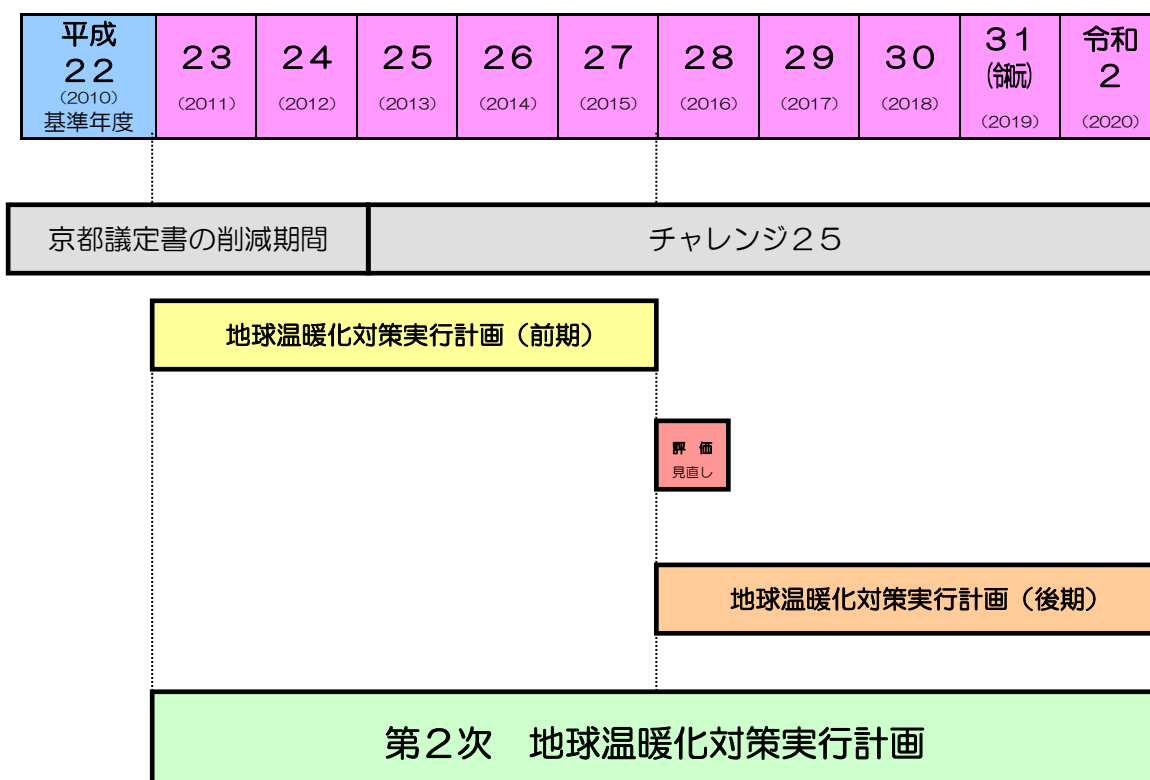 平成
２２
（2010）
基準年度
２３
（2011）
２４
（2012）
２５
（2013）
２６
（2014）
２７
（2015）
２８
（2016）
２９
（2017）
３０
（2018）
３１
（令和元）
（2019）
令和
２
（2020）
京都議定書の削減期間
チャレンジ２５
地球温暖化対策実行計画（前期）
評　価
見直し
地球温暖化対策実行計画（後期）
第２次　地球温暖化対策実行計画